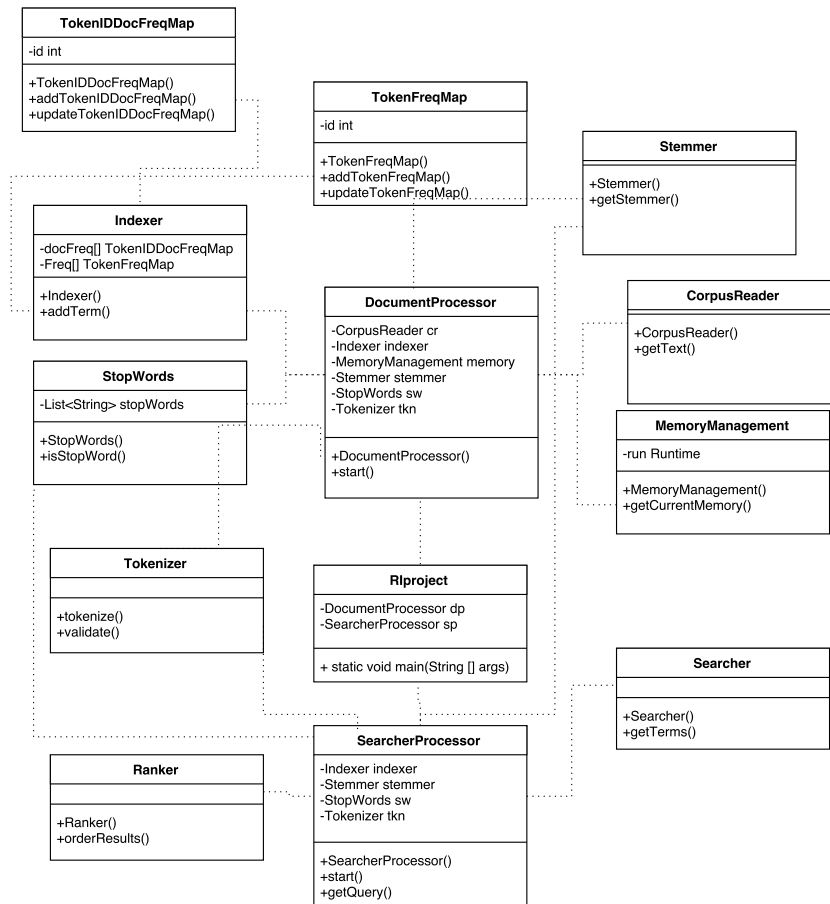 TokenIDDocFreqMap
-id int
+TokenIDDocFreqMap()
+addTokenIDDocFreqMap()
+updateTokenIDDocFreqMap()
TokenFreqMap
-id int
+TokenFreqMap()
+addTokenFreqMap()
+updateTokenFreqMap()
Stemmer
+Stemmer()
+getStemmer()
Indexer
-docFreq[] TokenIDDocFreqMap
-Freq[] TokenFreqMap
+Indexer()
+addTerm()
DocumentProcessor
-CorpusReader cr
-Indexer indexer
-MemoryManagement memory
-Stemmer stemmer
-StopWords sw
-Tokenizer tkn
+DocumentProcessor()
+start()
CorpusReader
+CorpusReader()
+getText()
StopWords
-List<String> stopWords
+StopWords()
+isStopWord()
MemoryManagement
-run Runtime
+MemoryManagement()
+getCurrentMemory()
Tokenizer
+tokenize()
+validate()
RIproject
-DocumentProcessor dp
-SearcherProcessor sp
+ static void main(String [] args)
Searcher
+Searcher()
+getTerms()
SearcherProcessor
-Indexer indexer
-Stemmer stemmer
-StopWords sw
-Tokenizer tkn
+SearcherProcessor()
+start()
+getQuery()
Ranker
+Ranker()
+orderResults()